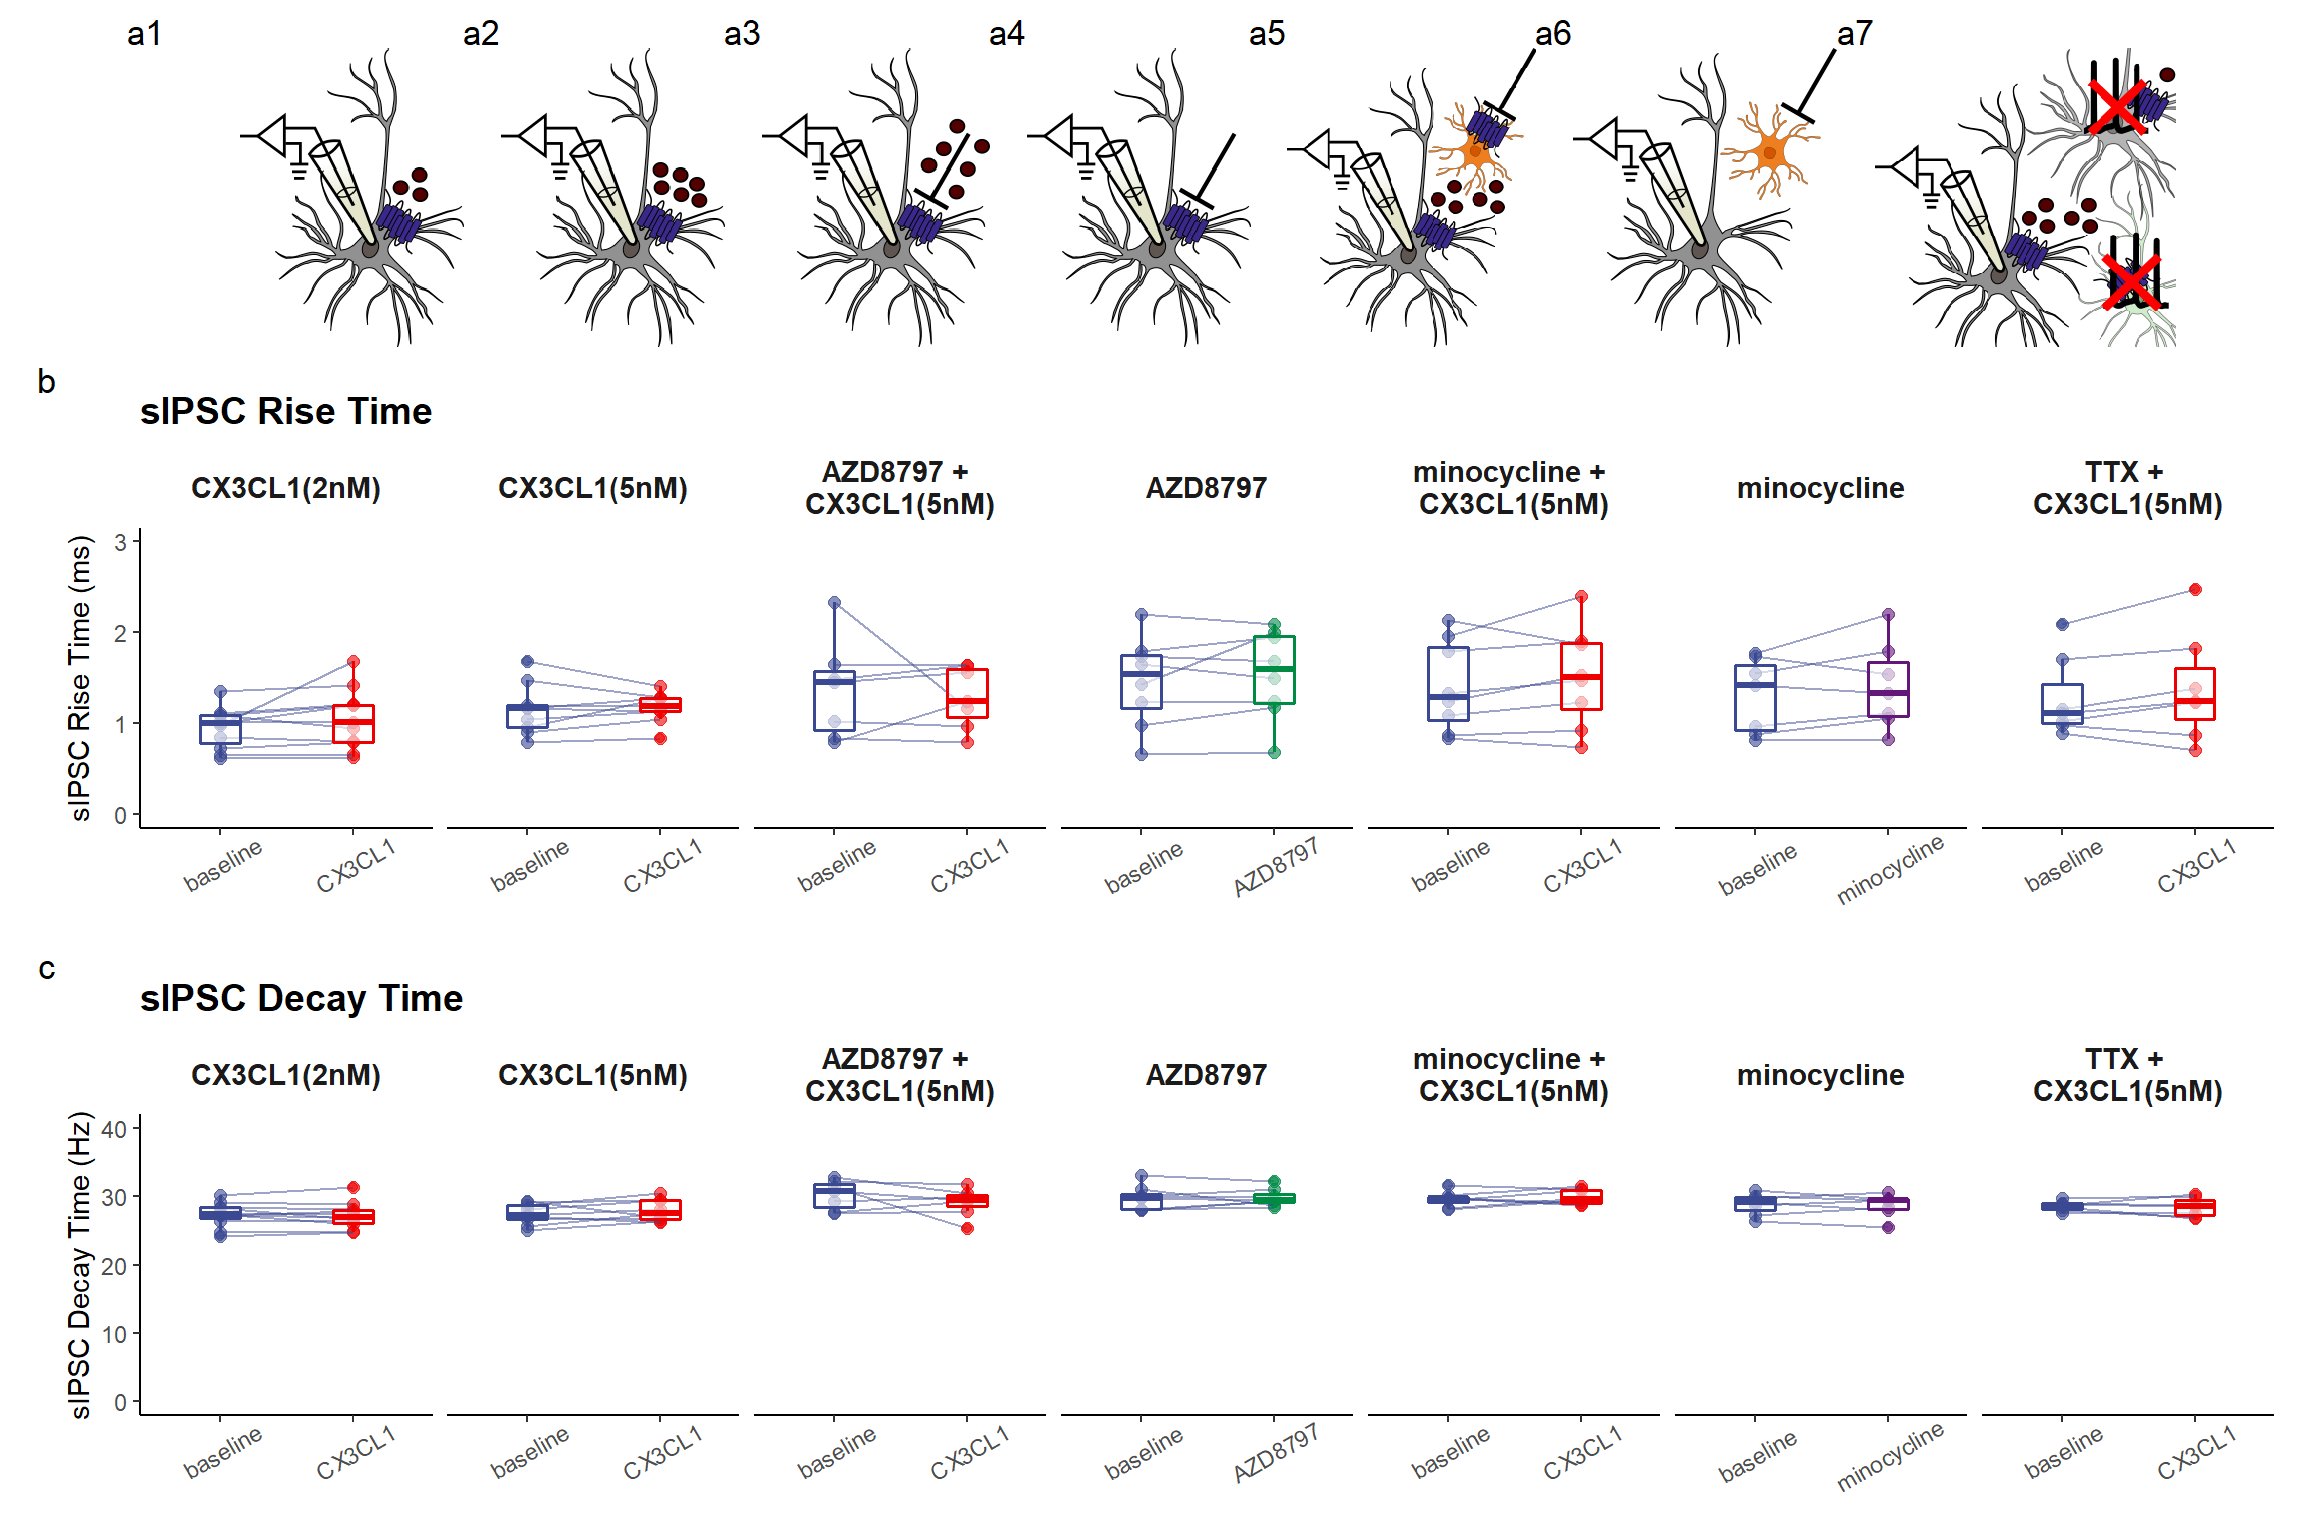 a1 a2 a3 a4 a5 a6 a7
b
sIPSC Rise Time
CX3CL1(2nM)
CX3CL1(5nM)
AZD8797 +
CX3CL1(5nM)
AZD8797
minocycline +
CX3CL1(5nM)
minocycline
TTX +
CX3CL1(5nM)
sIPSC Rise Time (ms)
3
2
1
0
baseline CX3CL1 baseline CX3CL1 baseline CX3CL1 baseline AZD8797 baseline CX3CL1 baseline minocycline baseline CX3CL1
c
sIPSC Decay Time
CX3CL1(2nM)
CX3CL1(5nM)
AZD8797 +
CX3CL1(5nM)
AZD8797
minocycline +
CX3CL1(5nM)
minocycline
TTX +
CX3CL1(5nM)
sIPSC Decay Time (Hz)
40
30
20
10
0
baseline CX3CL1 baseline CX3CL1 baseline CX3CL1 baseline AZD8797 baseline CX3CL1 baseline minocycline baseline CX3CL1